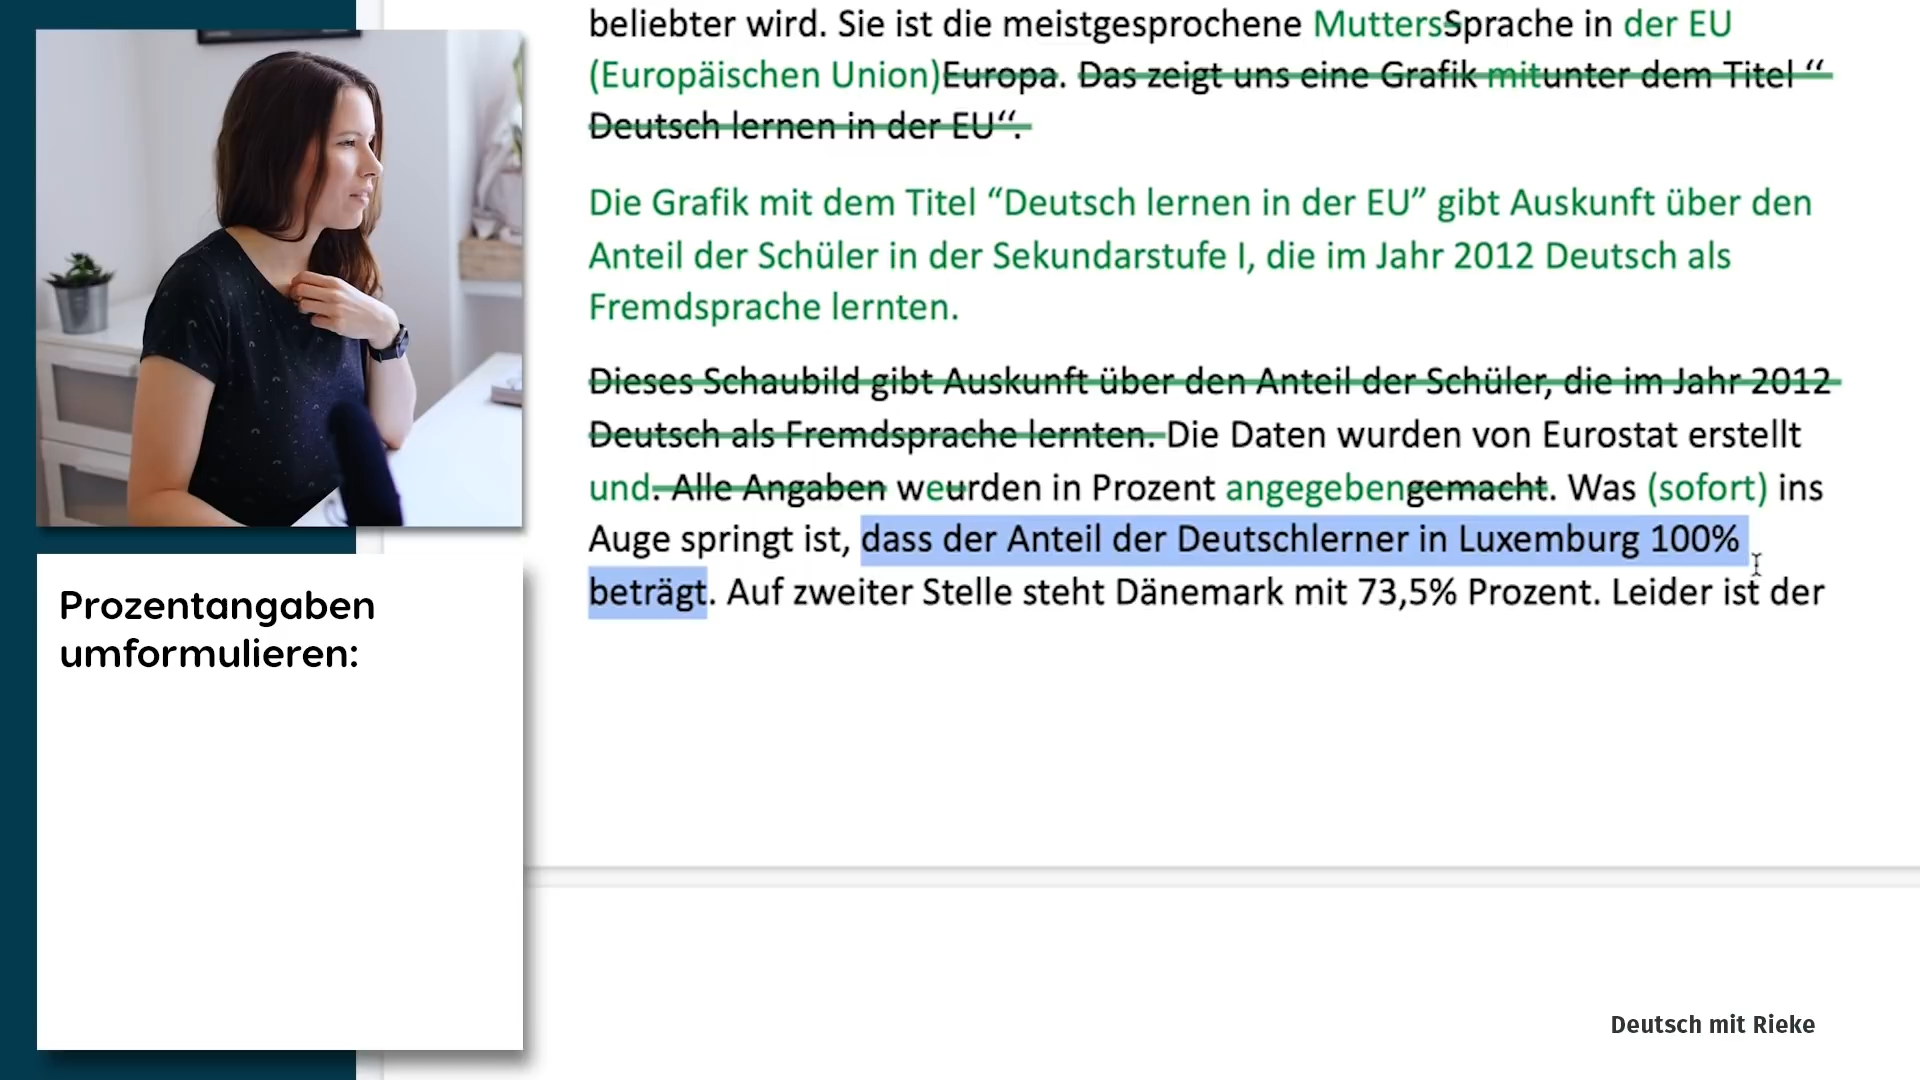 beliebter wird. Sie ist die meistgesprochene MuttersSprache in der EU
(Europäischen Union)Europa. Das zeigt uns eine Grafik mitunter dem Titel “
Deutsch lernen in der EU“.
Die Grafik mit dem Titel “Deutsch lernen in der EU” gibt Auskunft über den
Anteil der Schüler in der Sekundarstufe I, die im Jahr 2012 Deutsch als
Fremdsprache lernten.
Dieses Schaubild gibt Auskunft über den Anteil der Schüler, die im Jahr 2012
Deutsch als Fremdsprache lernten. Die Daten wurden von Eurostat erstellt
und. Alle Angaben weurden in Prozent angegebengemacht. Was (sofort) ins
Auge springt ist, dass der Anteil der Deutschlerner in Luxemburg 100%
beträgt. Auf zweiter Stelle steht Dänemark mit 73,5% Prozent. Leider ist der
Prozentangaben
umformulieren:
Deutsch mit Rieke